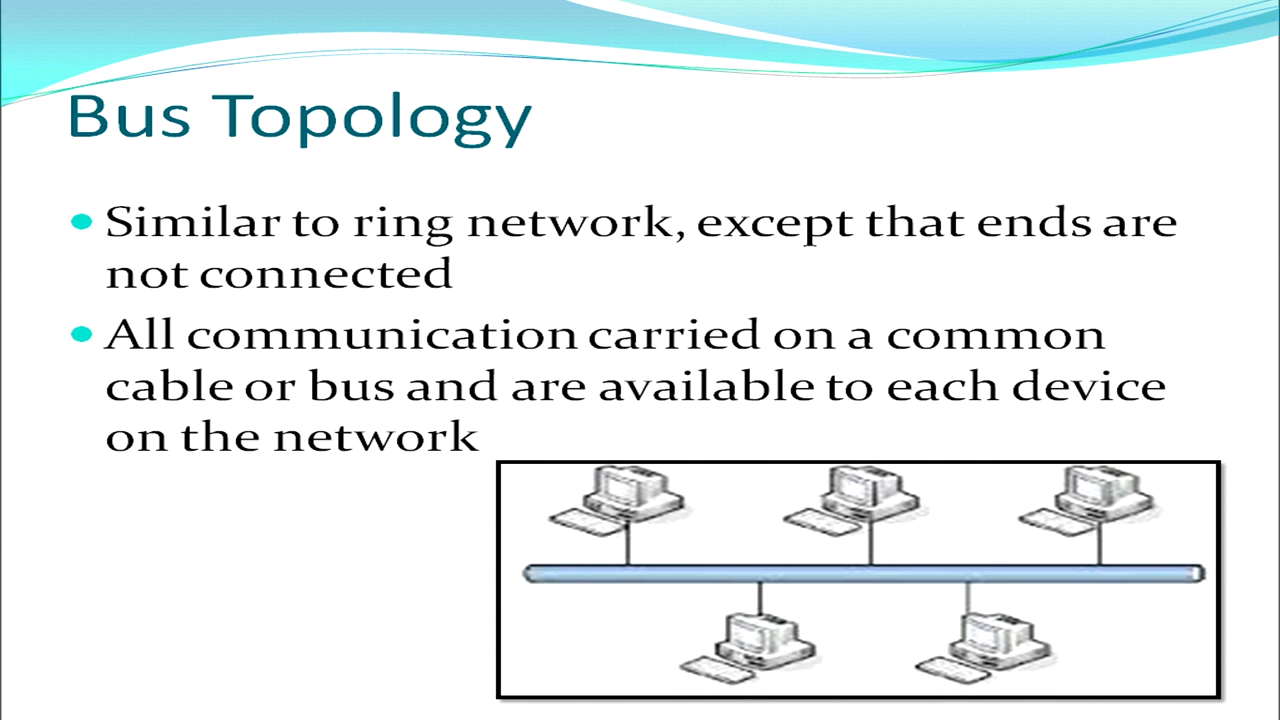 Bus Topology
Similar to ring network, except that ends are
not connected
All communication carried on a common
cable or bus and are available to each device
on the network